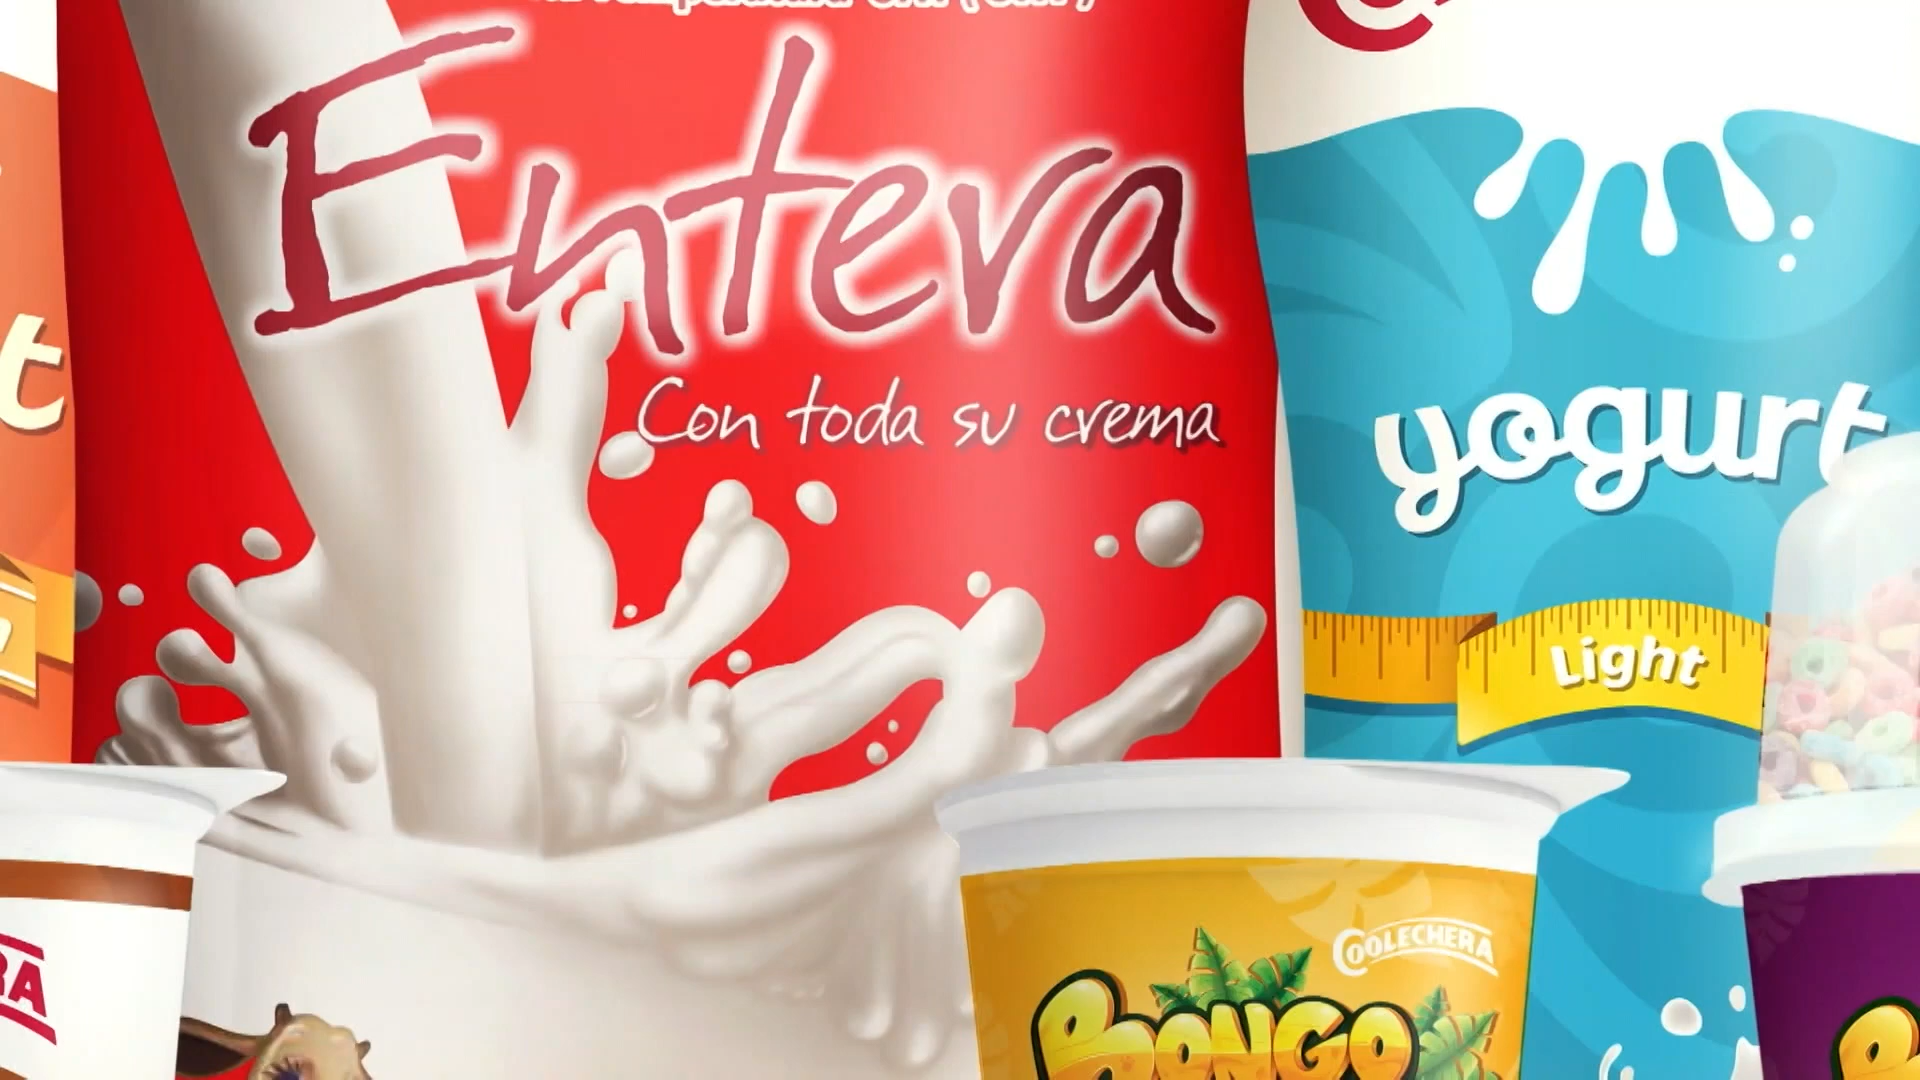 Enteva
Con toda su crema
yogurt
Light
COOLECHERA
BONGO